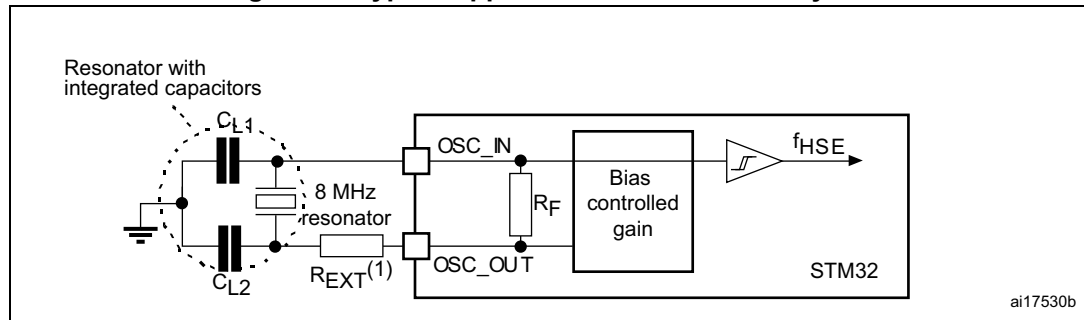 Resonator with
integrated capacitors
CL1
OSC_IN
fHSE
8 MHz
resonator
RF
Bias
controlled
gain
REXT(1)
OSC_OUT
CL2
STM32
ai17530b